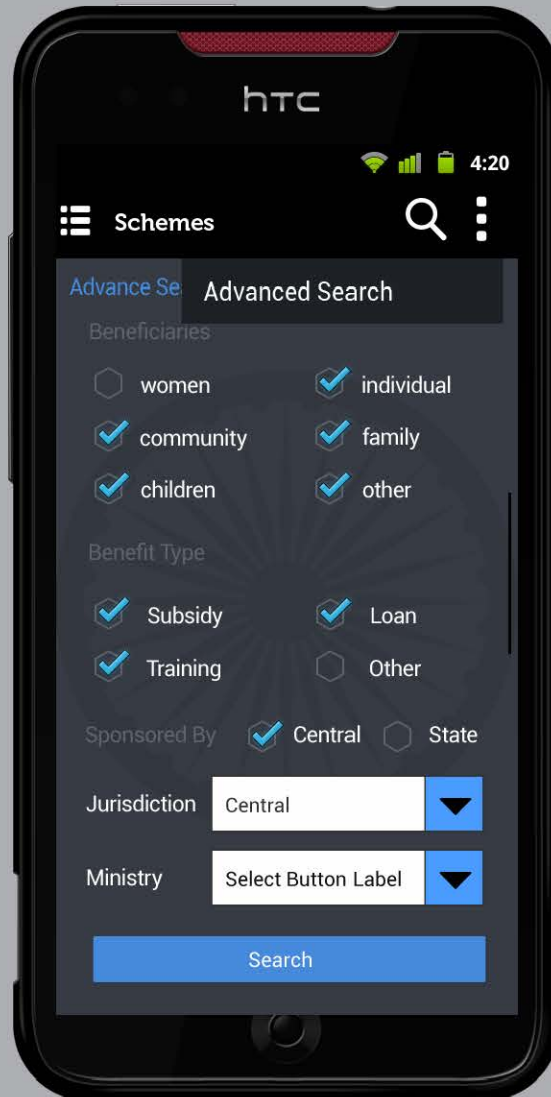 hTC
4:20
Schemes
Advance Se
Advanced Search
Beneficiaries
women individual
community family
children other
Benefit Type
Subsidy Loan
Training Other
Sponsored By Central State
Jurisdiction Central
Ministry Select Button Label
Search